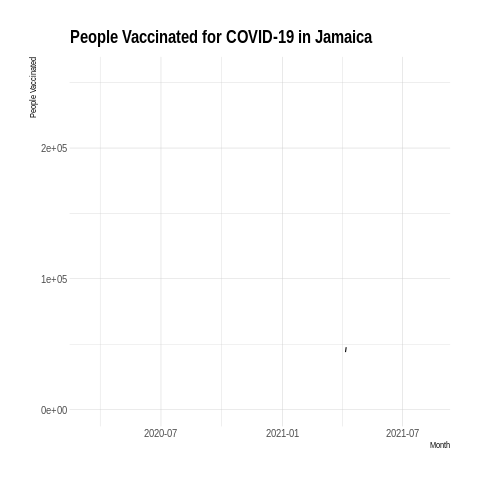 People Vaccinated for COVID-19 in Jamaica
People Vaccinated
2e+05
1e+05
0e+00
2020-07
2021-01
2021-07
Month